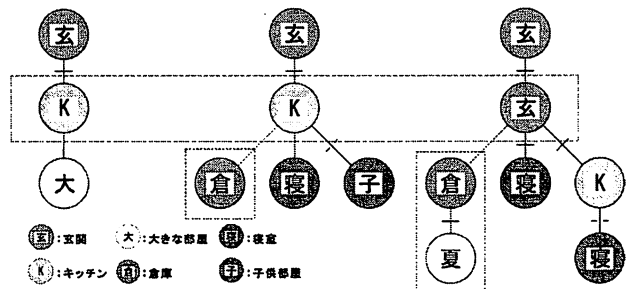 玄 玄 玄
K K 玄
大 倉 寝 子 倉 寝 K
夏 寝
玄:玄関 大:大きな部屋 寝:寝室
K:キッチン 倉:倉庫 子:子供部屋